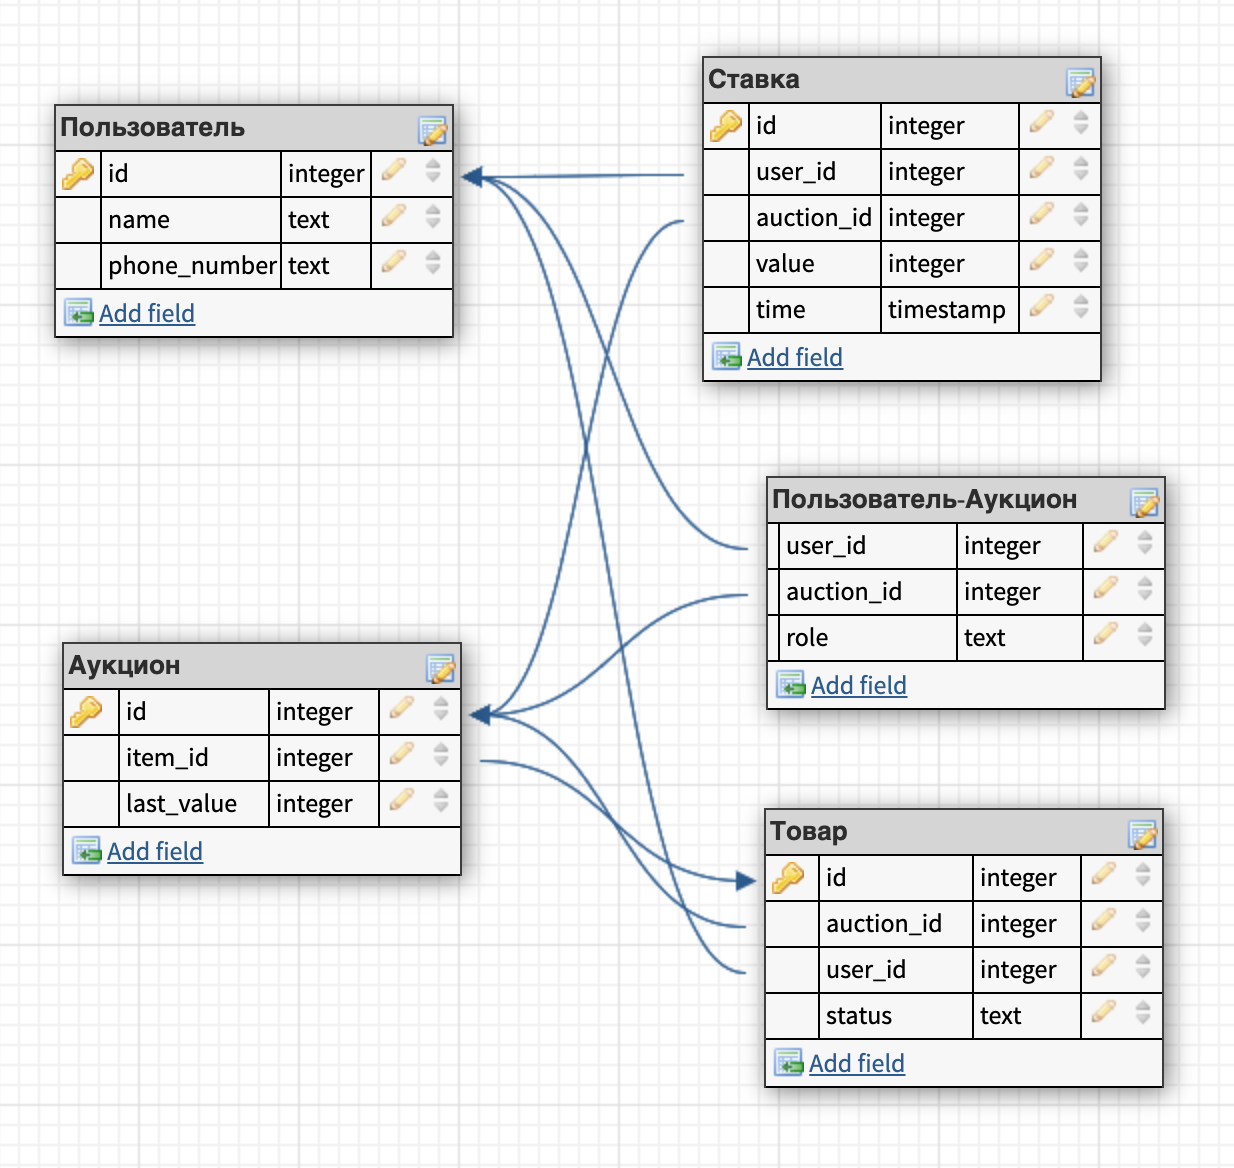 Пользователь
id integer
name text
phone_number text
Add field
Ставка
id integer
user_id integer
auction_id integer
value integer
time timestamp
Add field
Пользователь-Аукцион
user_id integer
auction_id integer
role text
Add field
Аукцион
id integer
item_id integer
last_value integer
Add field
Товар
id integer
auction_id integer
user_id integer
status text
Add field